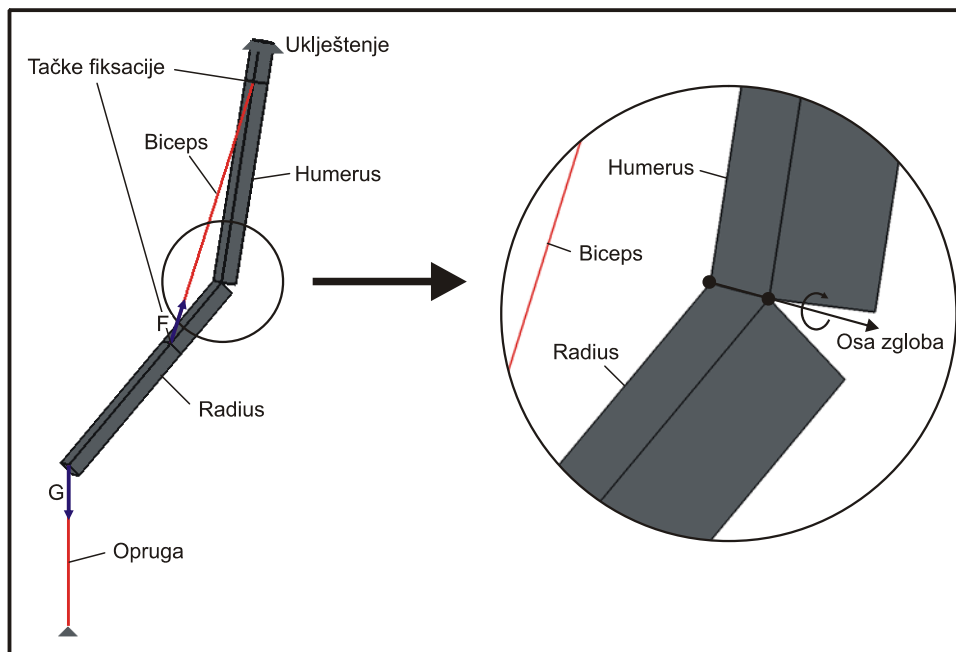 Uklještenje
Tačke fiksacije
Biceps
Humerus
F
Radius
G
Opruga
Humerus
Biceps
Radius
Osa zgloba